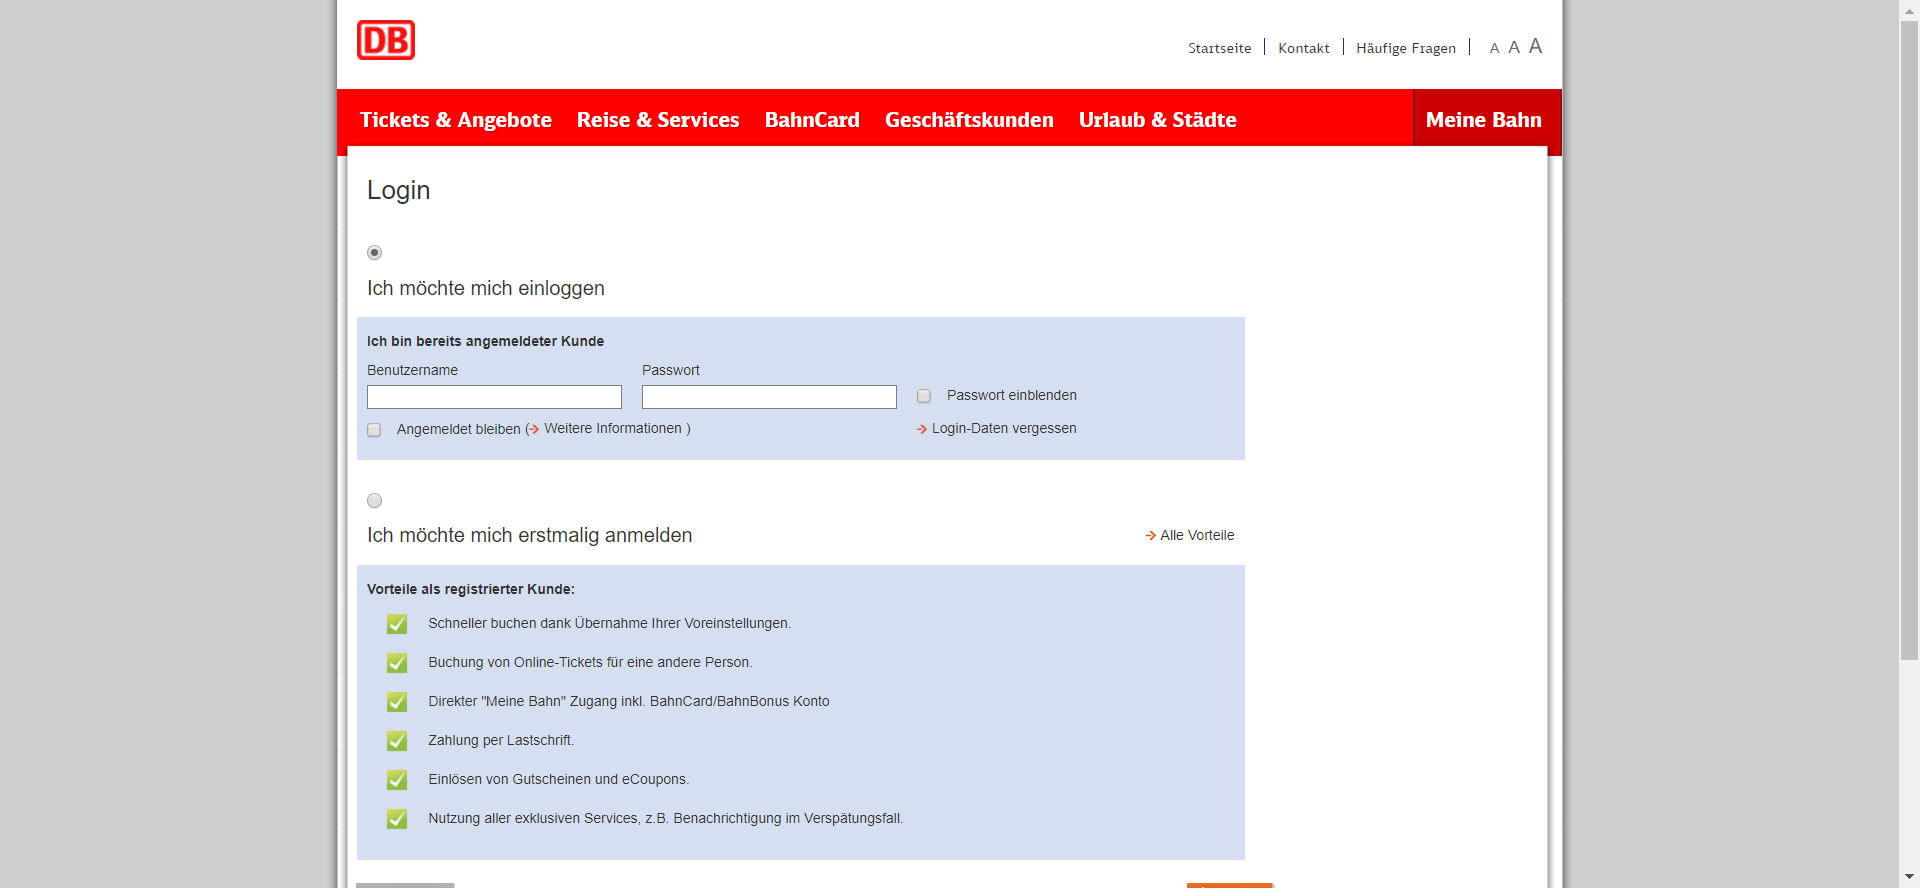 DB
Startseite Kontakt Häufige Fragen A A A
Tickets & Angebote Reise & Services BahnCard Geschäftskunden Urlaub & Städte Meine Bahn
Login
Ich möchte mich einloggen
Ich bin bereits angemeldeter Kunde
Benutzername Passwort
Passwort einblenden
Angemeldet bleiben ( Weitere Informationen ) Login-Daten vergessen
Ich möchte mich erstmalig anmelden Alle Vorteile
Vorteile als registrierter Kunde:
Schneller buchen dank Übernahme Ihrer Voreinstellungen.
Buchung von Online-Tickets für eine andere Person.
Direkter "Meine Bahn" Zugang inkl. BahnCard/BahnBonus Konto
Zahlung per Lastschrift.
Einlösen von Gutscheinen und eCoupons.
Nutzung aller exklusiven Services, z.B. Benachrichtigung im Verspätungsfall.